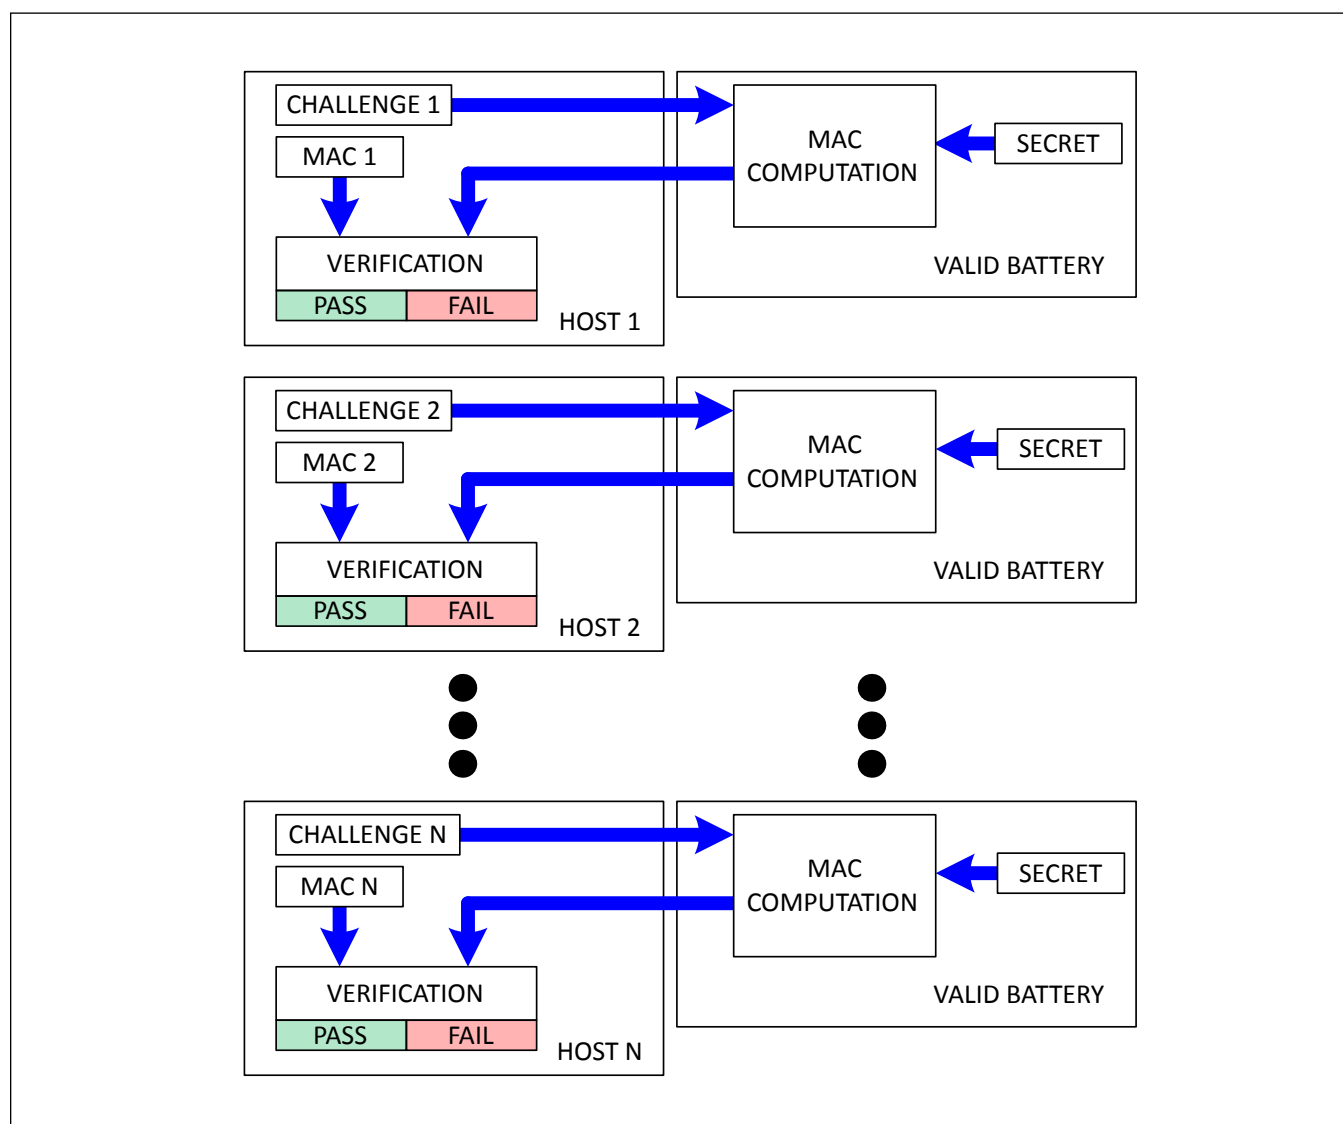 CHALLENGE 1
MAC 1
VERIFICATION
PASS
FAIL
HOST 1
MAC
COMPUTATION
SECRET
VALID BATTERY
CHALLENGE 2
MAC 2
VERIFICATION
PASS
FAIL
HOST 2
MAC
COMPUTATION
SECRET
VALID BATTERY
CHALLENGE N
MAC N
VERIFICATION
PASS
FAIL
HOST N
MAC
COMPUTATION
SECRET
VALID BATTERY